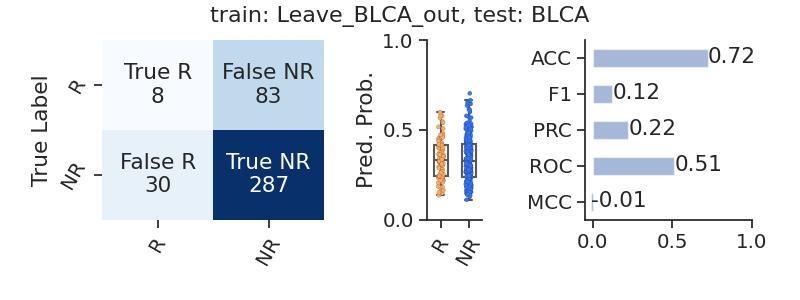 train: Leave_BLCA_out, test: BLCA
True Label
R
NR
True R
8
False NR
83
False R
30
True NR
287
R
NR
Pred. Prob.
1.0
0.5
0.0
R
NR
ACC
F1
PRC
ROC
MCC
0.72
0.12
0.22
0.51
-0.01
0.0
0.5
1.0